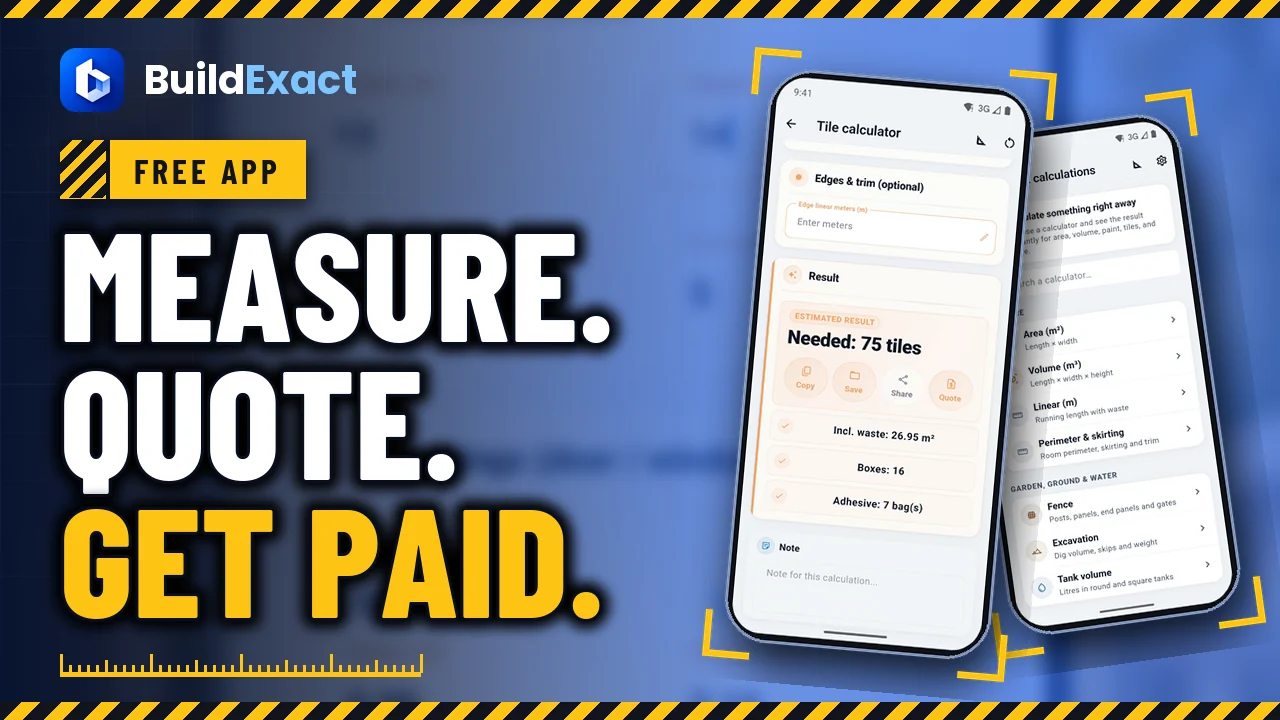 BuildExact
FREE APP
MEASURE.
QUOTE.
GET PAID.
9:41
3G
Tile calculator
Edges & trim (optional)
Edge linear meters (m)
Enter meters
Result
ESTIMATED RESULT
Needed: 75 tiles
Copy
Save
Share
Quote
Incl. waste: 26.95 m²
Boxes: 16
Adhesive: 7 bag(s)
Note
Note for this calculation...
3G
calculations
something right away
a calculator and see the result
for area, volume, paint, tiles, and
a calculator...
Area (m²)
Length × width
Volume (m³)
Length × width × height
Linear (m)
Running length with waste
Perimeter & skirting
Room perimeter, skirting and trim
GARDEN, GROUND & WATER
Fence
Posts, panels, end panels and gates
Excavation
Dig volume, skips and weight
Tank volume
Litres in round and square tanks